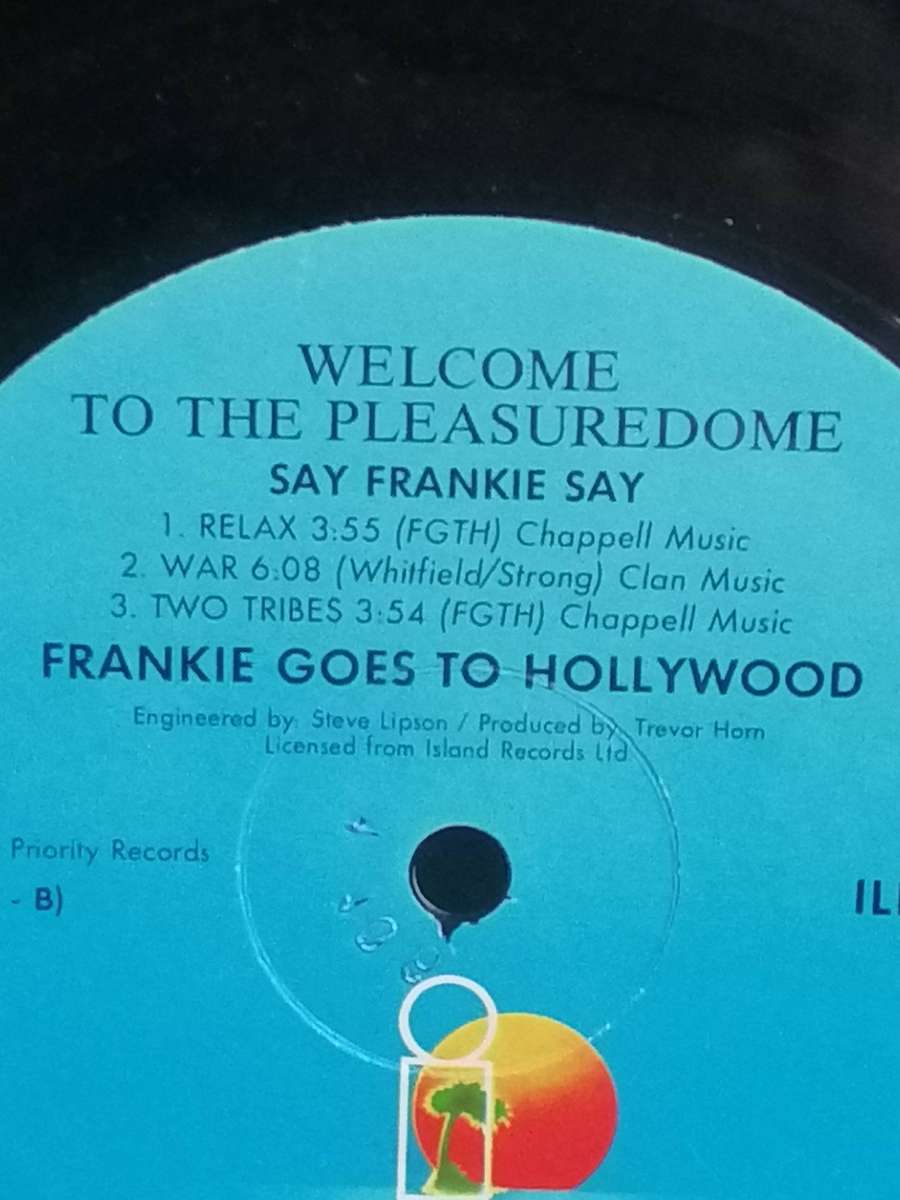 WELCOME
TO THE PLEASUREDOME
SAY FRANKIE SAY
1. RELAX 3:55 (FGTH) Chappell Music
2. WAR 6:08 (Whitfield/Strong) Clan Music
3. TWO TRIBES 3:54 (FGTH) Chappell Music
FRANKIE GOES TO HOLLYWOOD
Engineered by: Steve Lipson / Produced by: Trevor Horn
Licensed from Island Records Ltd.
Priority Records
- B)